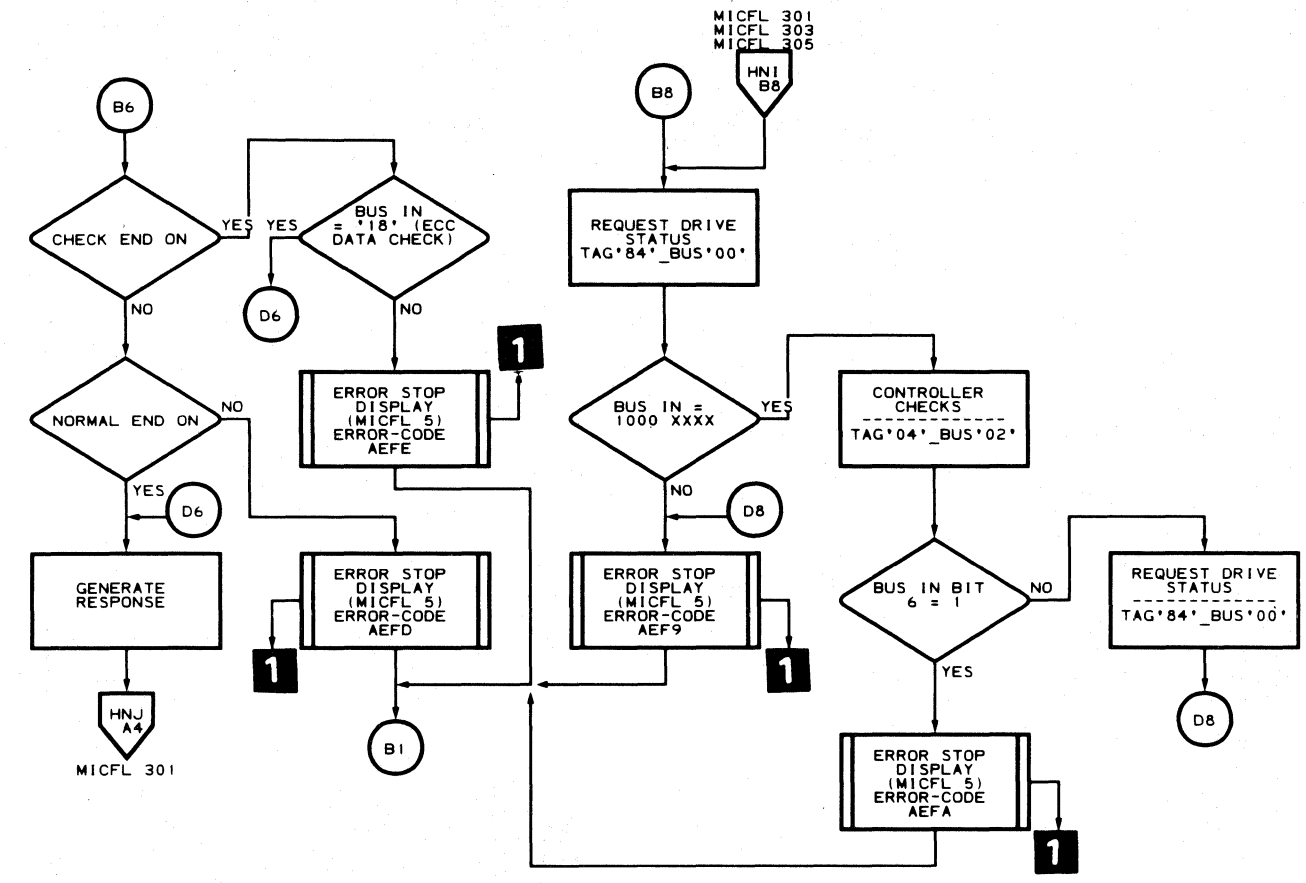 MICFL 301
MICFL 303
MICFL 305
HNI
B8
B8
B6
CHECK END ON
YES
NO
YES
BUS IN
= '18' (ECC
DATA CHECK)
NO
D6
REQUEST DRIVE
STATUS
TAG'84'_BUS'00'
1
ERROR STOP
DISPLAY
(MICFL 5)
ERROR-CODE
AEFE
NORMAL END ON
NO
YES
D6
BUS IN =
1000 XXXX
YES
NO
D8
CONTROLLER
CHECKS
--------------
TAG'04'_BUS'02'
GENERATE
RESPONSE
ERROR STOP
DISPLAY
(MICFL 5)
ERROR-CODE
AEFD
1
ERROR STOP
DISPLAY
(MICFL 5)
ERROR-CODE
AEF9
1
BUS IN BIT
6 = 1
NO
YES
REQUEST DRIVE
STATUS
--------------
TAG'84'_BUS'00'
HNJ
A4
MICFL 301
B1
D8
ERROR STOP
DISPLAY
(MICFL 5)
ERROR-CODE
AEFA
1